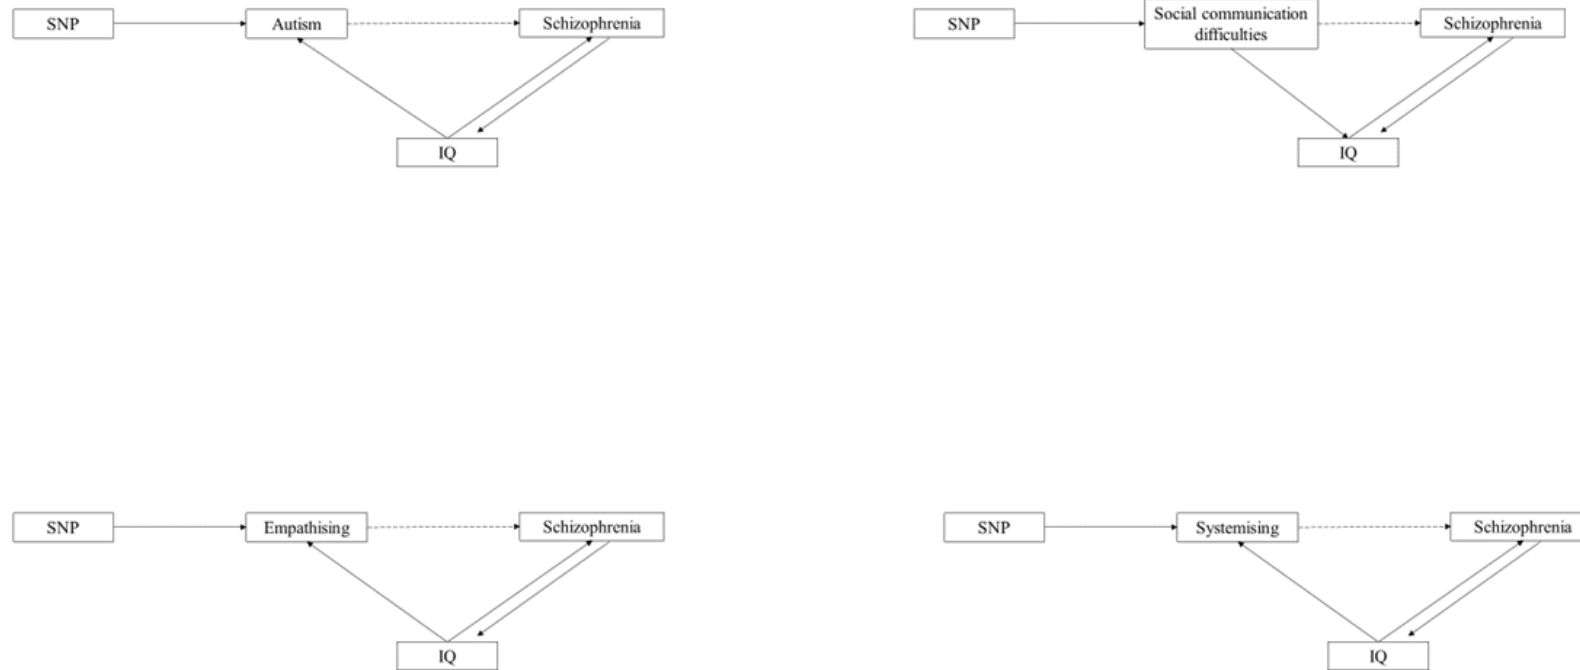 SNP
Autism
Schizophrenia
IQ
SNP
Social communication
difficulties
Schizophrenia
IQ
SNP
Empathising
Schizophrenia
IQ
SNP
Systemising
Schizophrenia
IQ